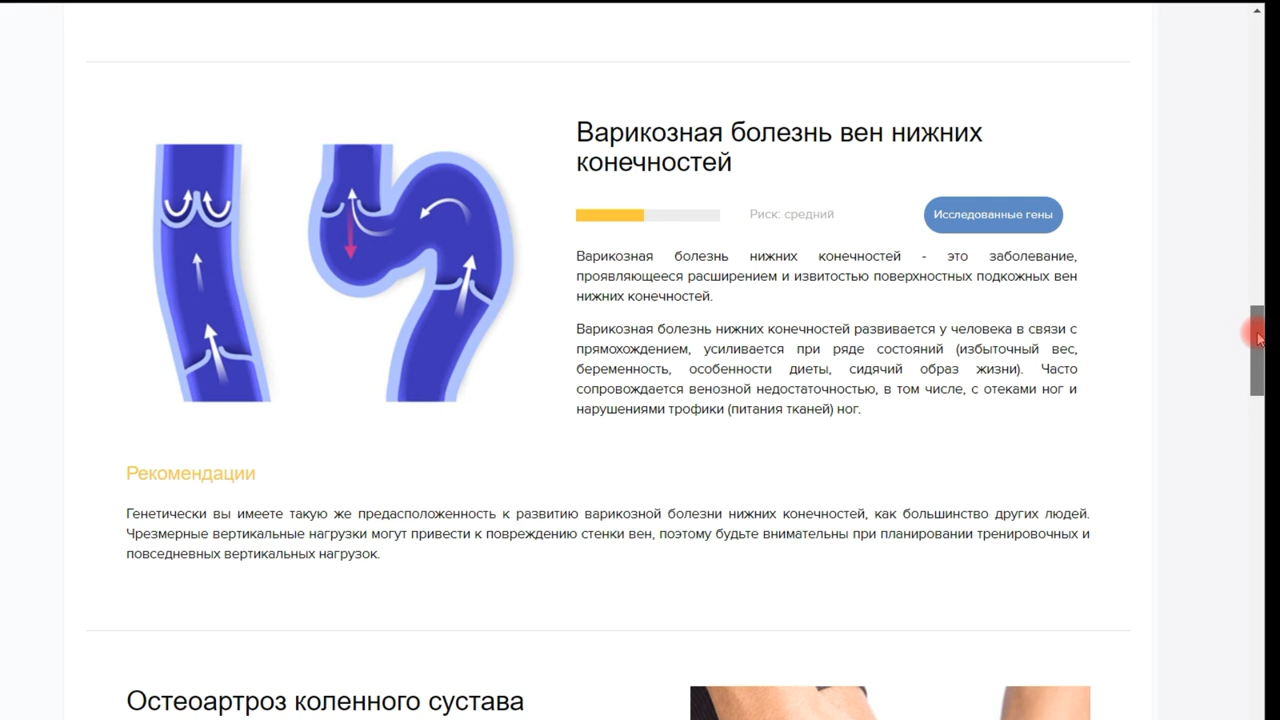 Варикозная болезнь вен нижних
конечностей
Риск: средний
Исследованные гены
Варикозная болезнь нижних конечностей - это заболевание,
проявляющееся расширением и извитостью поверхностных подкожных вен
нижних конечностей.
Варикозная болезнь нижних конечностей развивается у человека в связи с
прямохождением, усиливается при ряде состояний (избыточный вес,
беременность, особенности диеты, сидячий образ жизни). Часто
сопровождается венозной недостаточностью, в том числе, с отеками ног и
нарушениями трофики (питания тканей) ног.
Рекомендации
Генетически вы имеете такую же предасположенность к развитию варикозной болезни нижних конечностей, как большинство других людей.
Чрезмерные вертикальные нагрузки могут привести к повреждению стенки вен, поэтому будьте внимательны при планировании тренировочных и
повседневных вертикальных нагрузок.
Остеоартроз коленного сустава